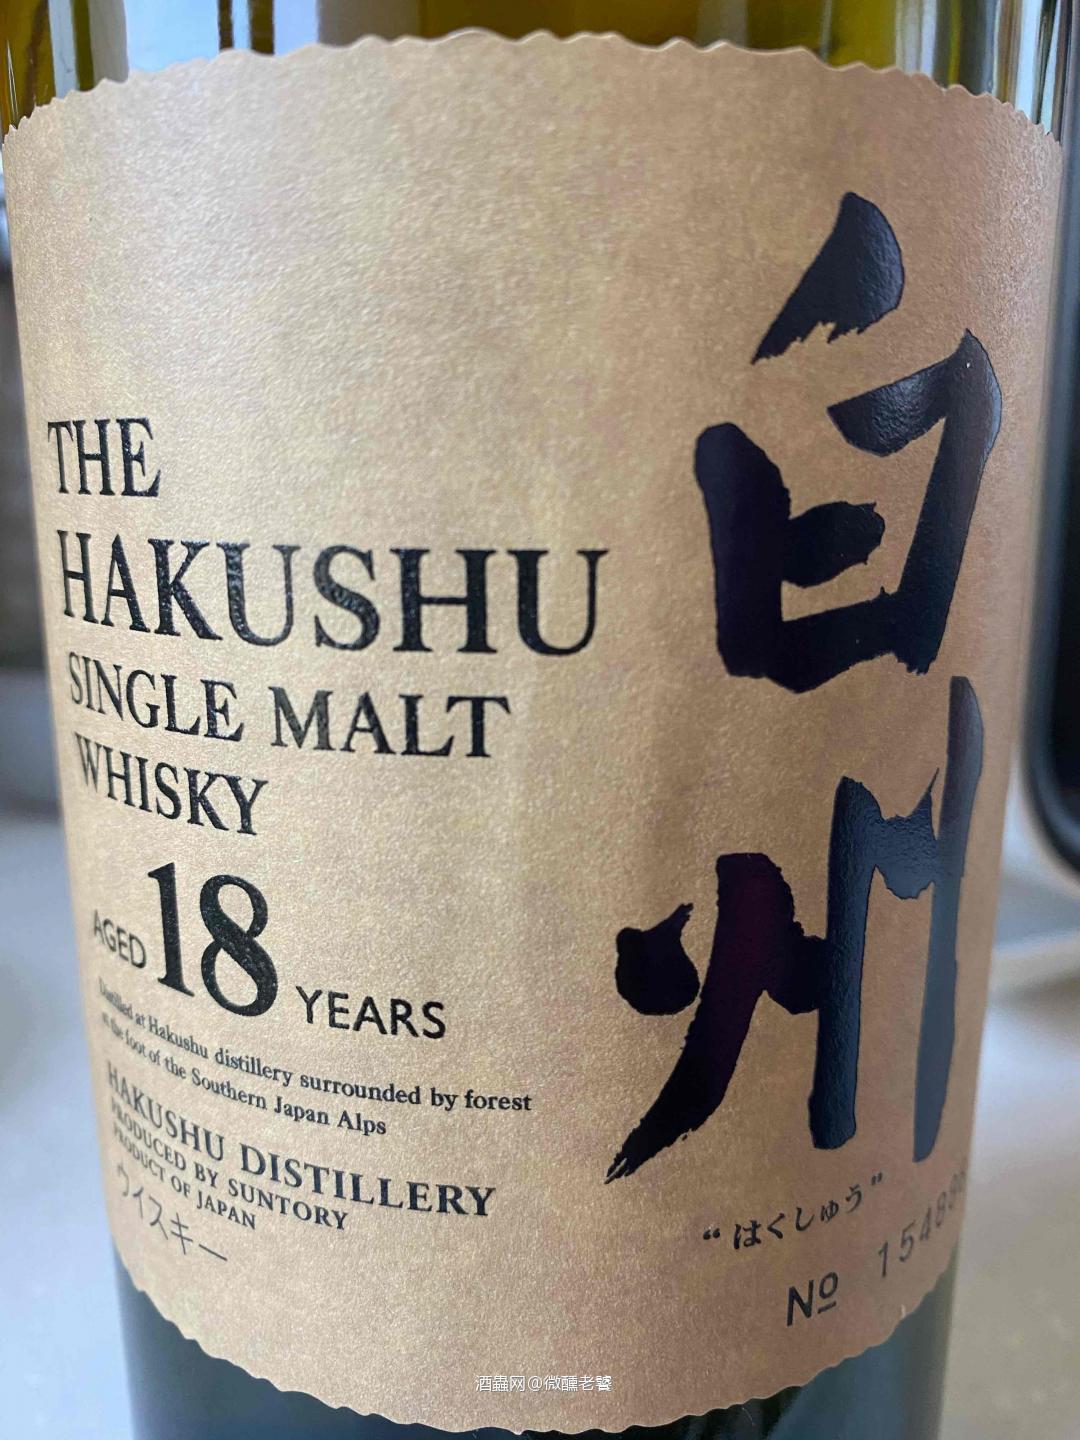 THE
HAKUSHU
SINGLE MALT
WHISKY
AGED 18 YEARS
Distilled at Hakushu distillery surrounded by forest
at the foot of the Southern Japan Alps
HAKUSHU DISTILLERY
PRODUCED BY SUNTORY
PRODUCT OF JAPAN
ウイスキー
白州
“はくしゅう”
Nº
酒蟲网@微醺老饕